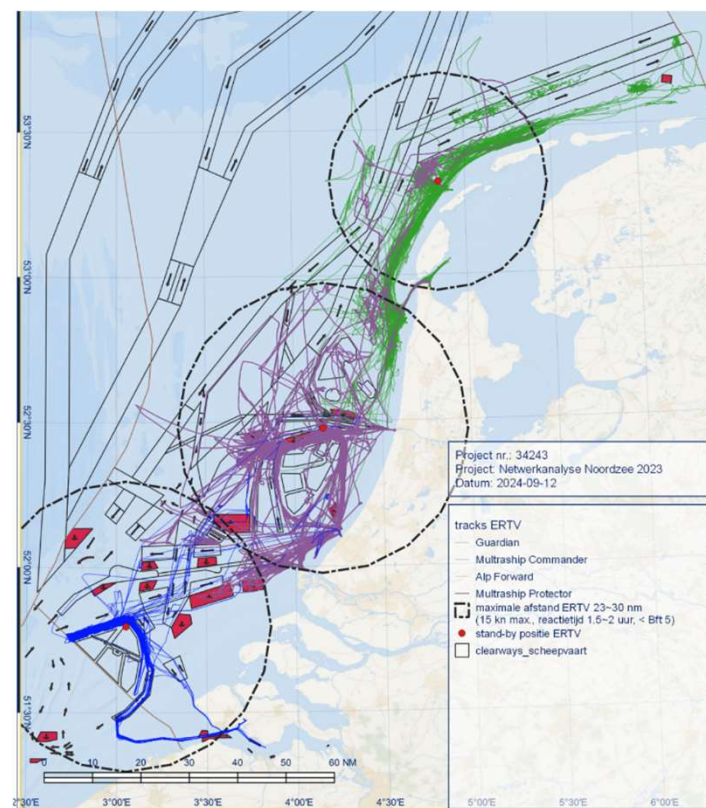 53°30'N
53°00'N
52°30'N
52°00'N
51°30'N
Project nr.: 34243
Project: Netwerkanalyse Noordzee 2023
Datum: 2024-09-12
tracks ERTV
Guardian
Multraship Commander
Alp Forward
Multraship Protector
maximale afstand ERTV 23~30 nm
(15 kn max., reactietijd 1.5~2 uur, < Bft 5)
stand-by positie ERTV
clearways_scheepvaart
0 10 20 30 40 50 60 NM
2°30'E 3°00'E 3°30'E 4°00'E 4°30'E 5°00'E 5°30'E 6°00'E